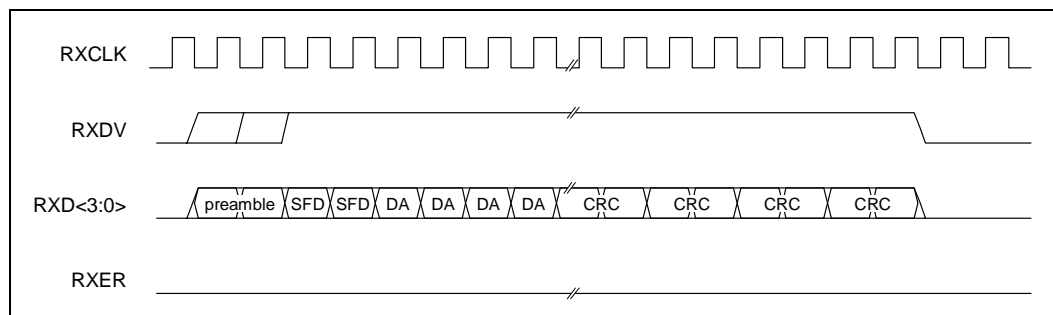 RXCLK
RXDV
RXD<3:0> preamble SFD SFD DA DA DA DA CRC CRC CRC CRC
RXER